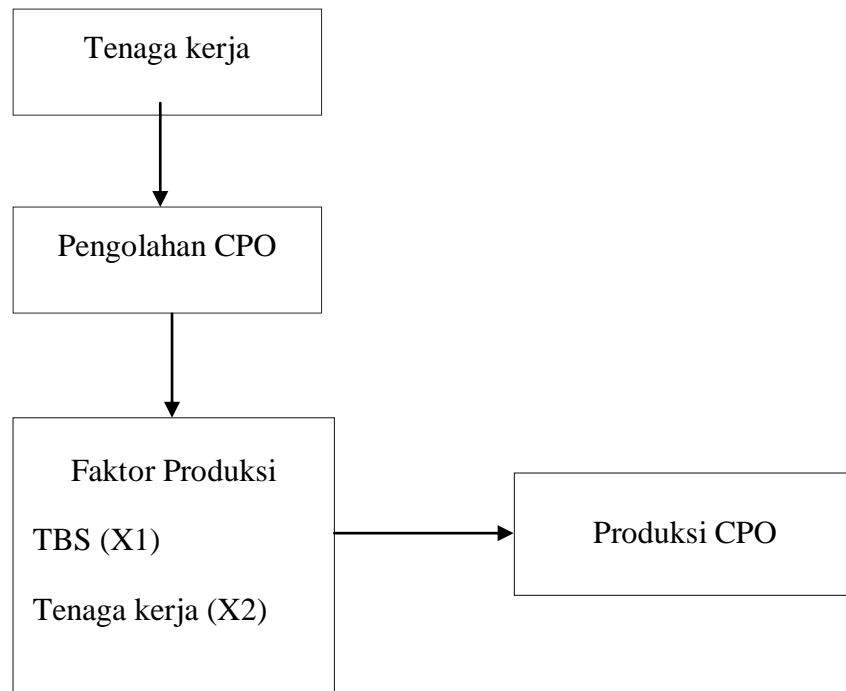 Tenaga kerja
Pengolahan CPO
Faktor Produksi
TBS (X1)
Tenaga kerja (X2)
Produksi CPO